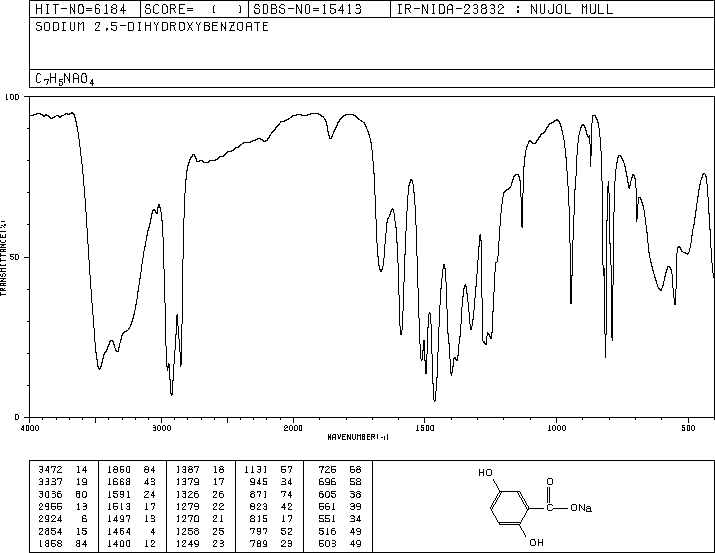 HIT-NO=6184 SCORE= ( ) SDBS-NO=15413 IR-NIDA-23832 : NUJOL MULL
SODIUM 2,5-DIHYDROXYBENZOATE
C7H5NAO4
100
TRANSMITTANCE(%)
50
0
4000 3000 2000 1500 1000 500
WAVENUMBER(-1)
3472 14 1860 84 1387 18 1131 57 726 68
3337 19 1668 43 1379 17 945 34 696 58
3036 60 1591 24 1326 26 871 74 605 38
2955 13 1513 17 1279 22 823 42 561 39
2924 6 1497 13 1270 21 815 17 551 34
2854 15 1464 4 1258 25 797 52 516 49
1868 84 1400 12 1249 23 789 23 503 49
HO
O
C
ONa
OH